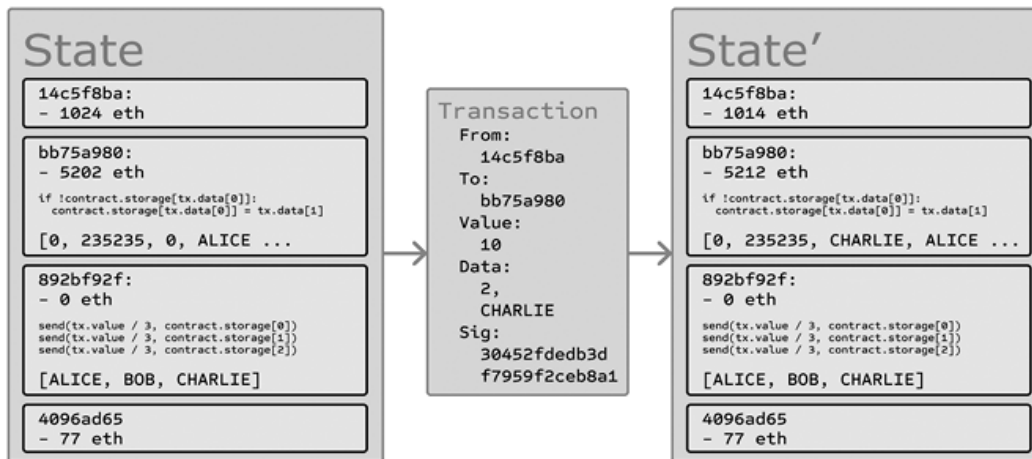 State
14c5f8ba:
- 1024 eth
bb75a980:
- 5202 eth
if !contract.storage[tx.data[0]]:
contract.storage[tx.data[0]] = tx.data[1]
[0, 235235, 0, ALICE ...
892bf92f:
- 0 eth
send(tx.value / 3, contract.storage[0])
send(tx.value / 3, contract.storage[1])
send(tx.value / 3, contract.storage[2])
[ALICE, BOB, CHARLIE]
4096ad65
- 77 eth
Transaction
From:
14c5f8ba
To:
bb75a980
Value:
10
Data:
2,
CHARLIE
Sig:
30452fdedb3d
f7959f2ceb8a1
State′
14c5f8ba:
- 1014 eth
bb75a980:
- 5212 eth
if !contract.storage[tx.data[0]]:
contract.storage[tx.data[0]] = tx.data[1]
[0, 235235, CHARLIE, ALICE ...
892bf92f:
- 0 eth
send(tx.value / 3, contract.storage[0])
send(tx.value / 3, contract.storage[1])
send(tx.value / 3, contract.storage[2])
[ALICE, BOB, CHARLIE]
4096ad65
- 77 eth